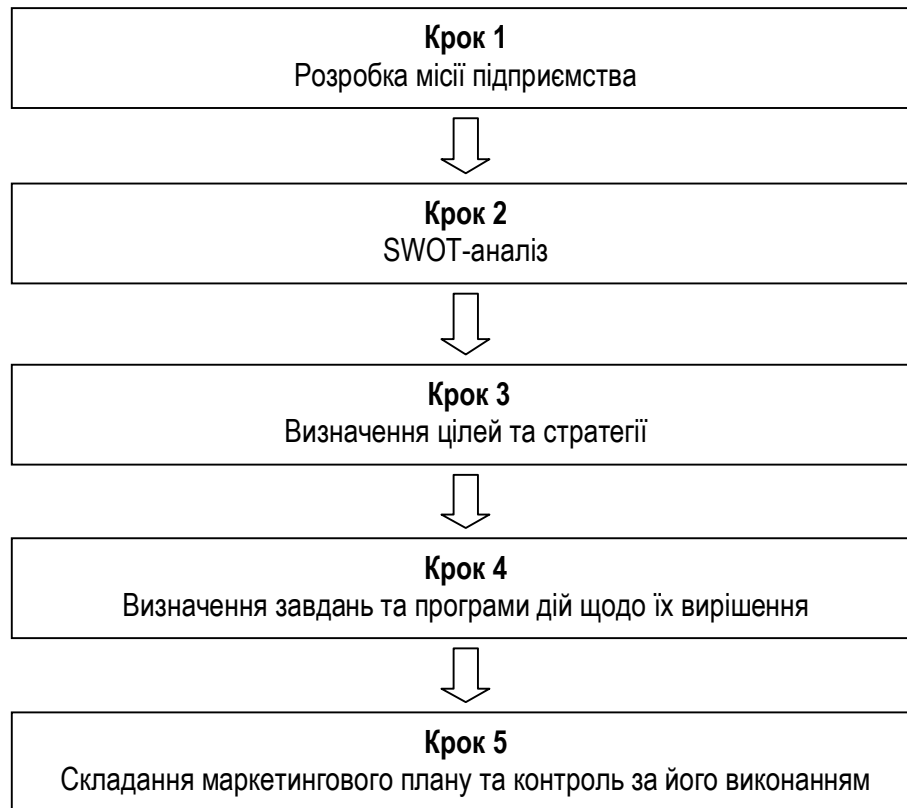 Крок 1
Розробка місії підприємства
Крок 2
SWOT-аналіз
Крок 3
Визначення цілей та стратегії
Крок 4
Визначення завдань та програми дій щодо їх вирішення
Крок 5
Складання маркетингового плану та контроль за його виконанням